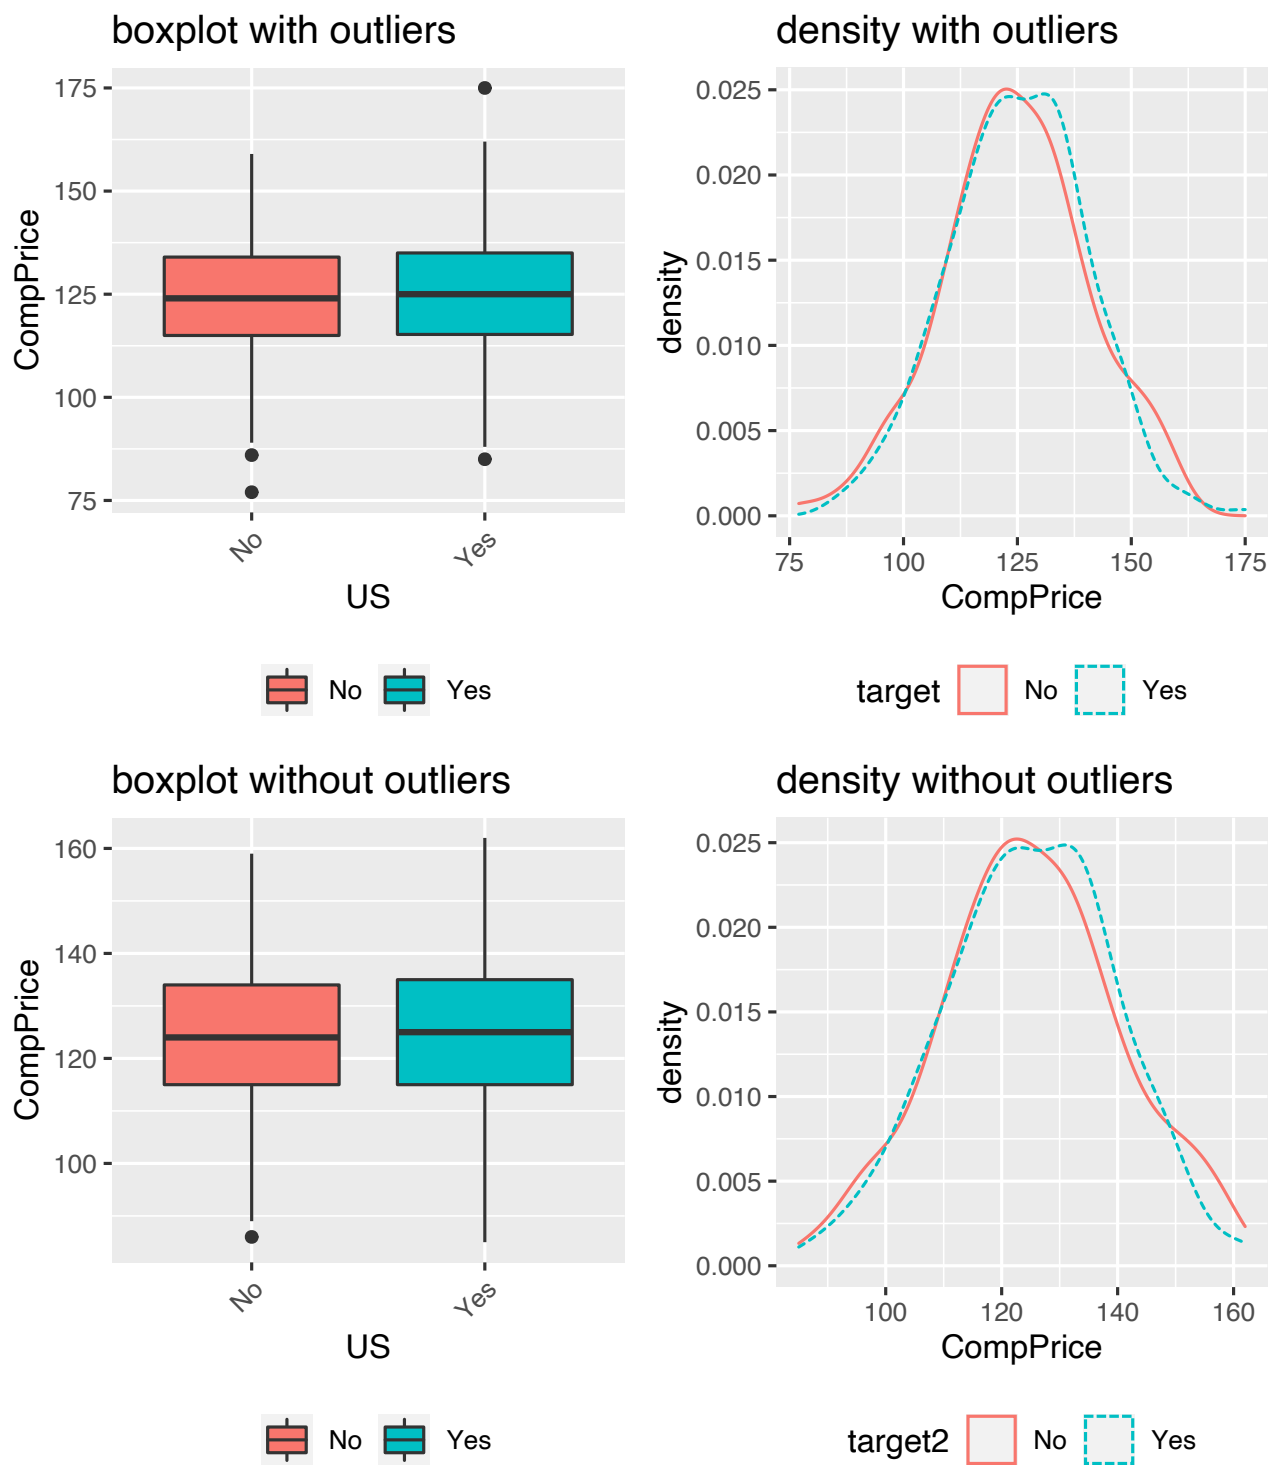 boxplot with outliers
CompPrice
175
150
125
100
75
No
Yes
US
No
Yes
density with outliers
density
0.025
0.020
0.015
0.010
0.005
0.000
75
100
125
150
175
CompPrice
target
No
Yes
boxplot without outliers
CompPrice
160
140
120
100
No
Yes
US
No
Yes
density without outliers
density
0.025
0.020
0.015
0.010
0.005
0.000
100
120
140
160
CompPrice
target2
No
Yes